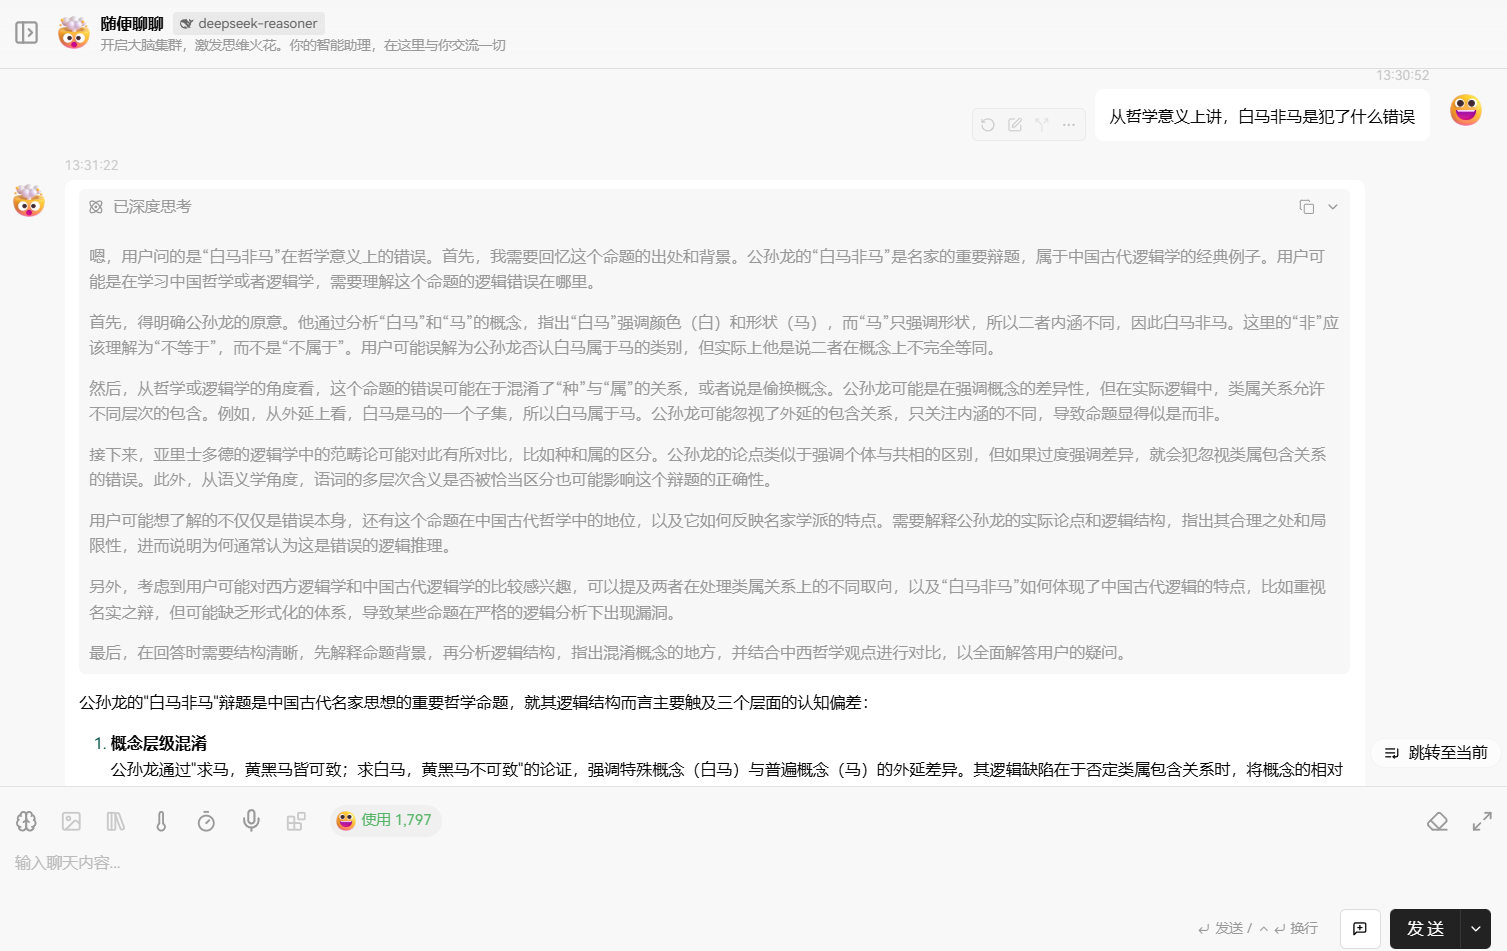 随便聊聊 deepseek-reasoner
开启大脑集群，激发思维火花。你的智能助理，在这里与你交流一切
13:30:52
从哲学意义上讲，白马非马是犯了什么错误
13:31:22
已深度思考
嗯，用户问的是“白马非马”在哲学意义上的错误。首先，我需要回忆这个命题的出处和背景。公孙龙的“白马非马”是名家的重要辩题，属于中国古代逻辑学的经典例子。用户可
能是在学习中国哲学或者逻辑学，需要理解这个命题的逻辑错误在哪里。
首先，得明确公孙龙的原意。他通过分析“白马”和“马”的概念，指出“白马”强调颜色（白）和形状（马），而“马”只强调形状，所以二者内涵不同，因此白马非马。这里的“非”应
该理解为“不等于”，而不是“不属于”。用户可能误解为公孙龙否认白马属于马的类别，但实际上他是说二者在概念上不完全等同。
然后，从哲学或逻辑学的角度看，这个命题的错误可能在于混淆了“种”与“属”的关系，或者说是偷换概念。公孙龙可能是在强调概念的差异性，但在实际逻辑中，类属关系允许
不同层次的包含。例如，从外延上看，白马是马的一个子集，所以白马属于马。公孙龙可能忽视了外延的包含关系，只关注内涵的不同，导致命题显得似是而非。
接下来，亚里士多德的逻辑学中的范畴论可能对此有所对比，比如种和属的区分。公孙龙的论点类似于强调个体与共相的区别，但如果过度强调差异，就会犯忽视类属包含关系
的错误。此外，从语义学角度，语词的多层次含义是否被恰当区分也可能影响这个辩题的正确性。
用户可能想了解的不仅仅是错误本身，还有这个命题在中国古代哲学中的地位，以及它如何反映名家学派的特点。需要解释公孙龙的实际论点和逻辑结构，指出其合理之处和局
限性，进而说明为何通常认为这是错误的逻辑推理。
另外，考虑到用户可能对西方逻辑学和中国古代逻辑学的比较感兴趣，可以提及两者在处理类属关系上的不同取向，以及“白马非马”如何体现了中国古代逻辑的特点，比如重视
名实之辩，但可能缺乏形式化的体系，导致某些命题在严格的逻辑分析下出现漏洞。
最后，在回答时需要结构清晰，先解释命题背景，再分析逻辑结构，指出混淆概念的地方，并结合中西哲学观点进行对比，以全面解答用户的疑问。
公孙龙的"白马非马"辩题是中国古代名家思想的重要哲学命题，就其逻辑结构而言主要触及三个层面的认知偏差：
1. 概念层级混淆
公孙龙通过"求马，黄黑马皆可致；求白马，黄黑马不可致"的论证，强调特殊概念（白马）与普遍概念（马）的外延差异。其逻辑缺陷在于否定类属包含关系时，将概念的相对
跳转至当前
使用 1,797
输入聊天内容...
发送 / 换行
发送